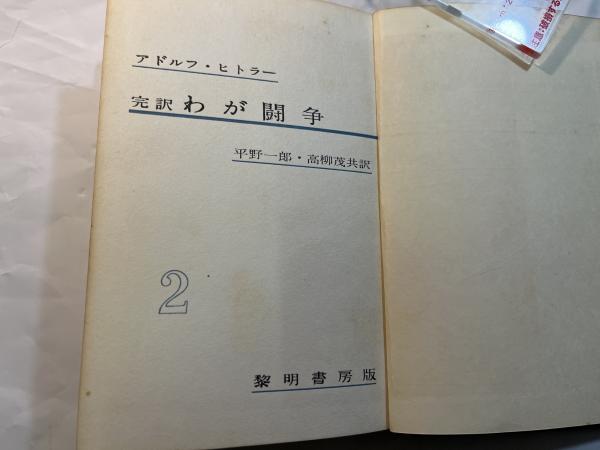 アドルフ・ヒトラー
完訳 わが闘争
平野一郎・高柳茂共訳
2
黎明書房版